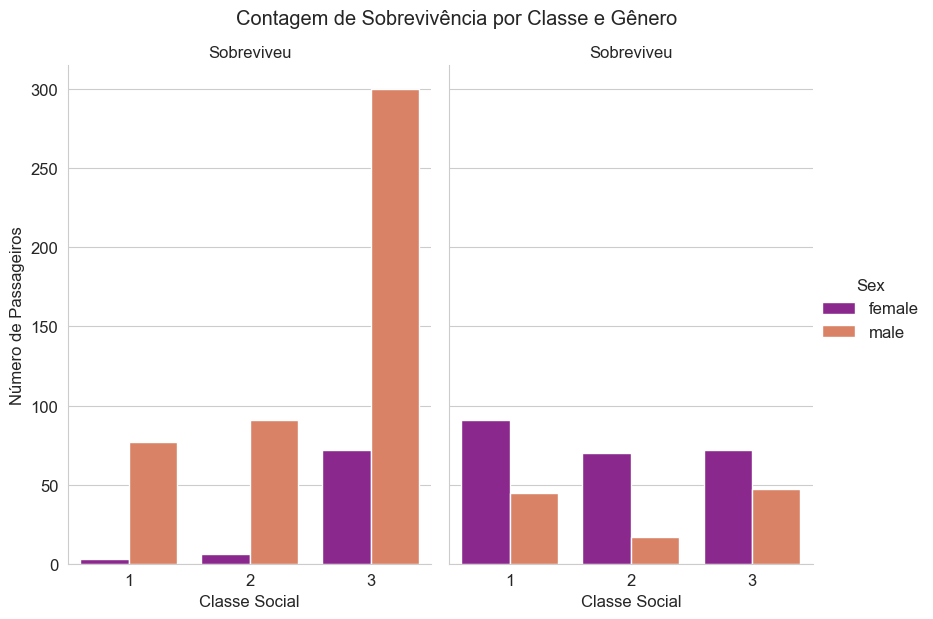 Contagem de Sobrevivência por Classe e Gênero
Sobreviveu
Sobreviveu
300
250
200
150
100
50
0
Número de Passageiros
1
2
3
Classe Social
1
2
3
Classe Social
Sex
female
male